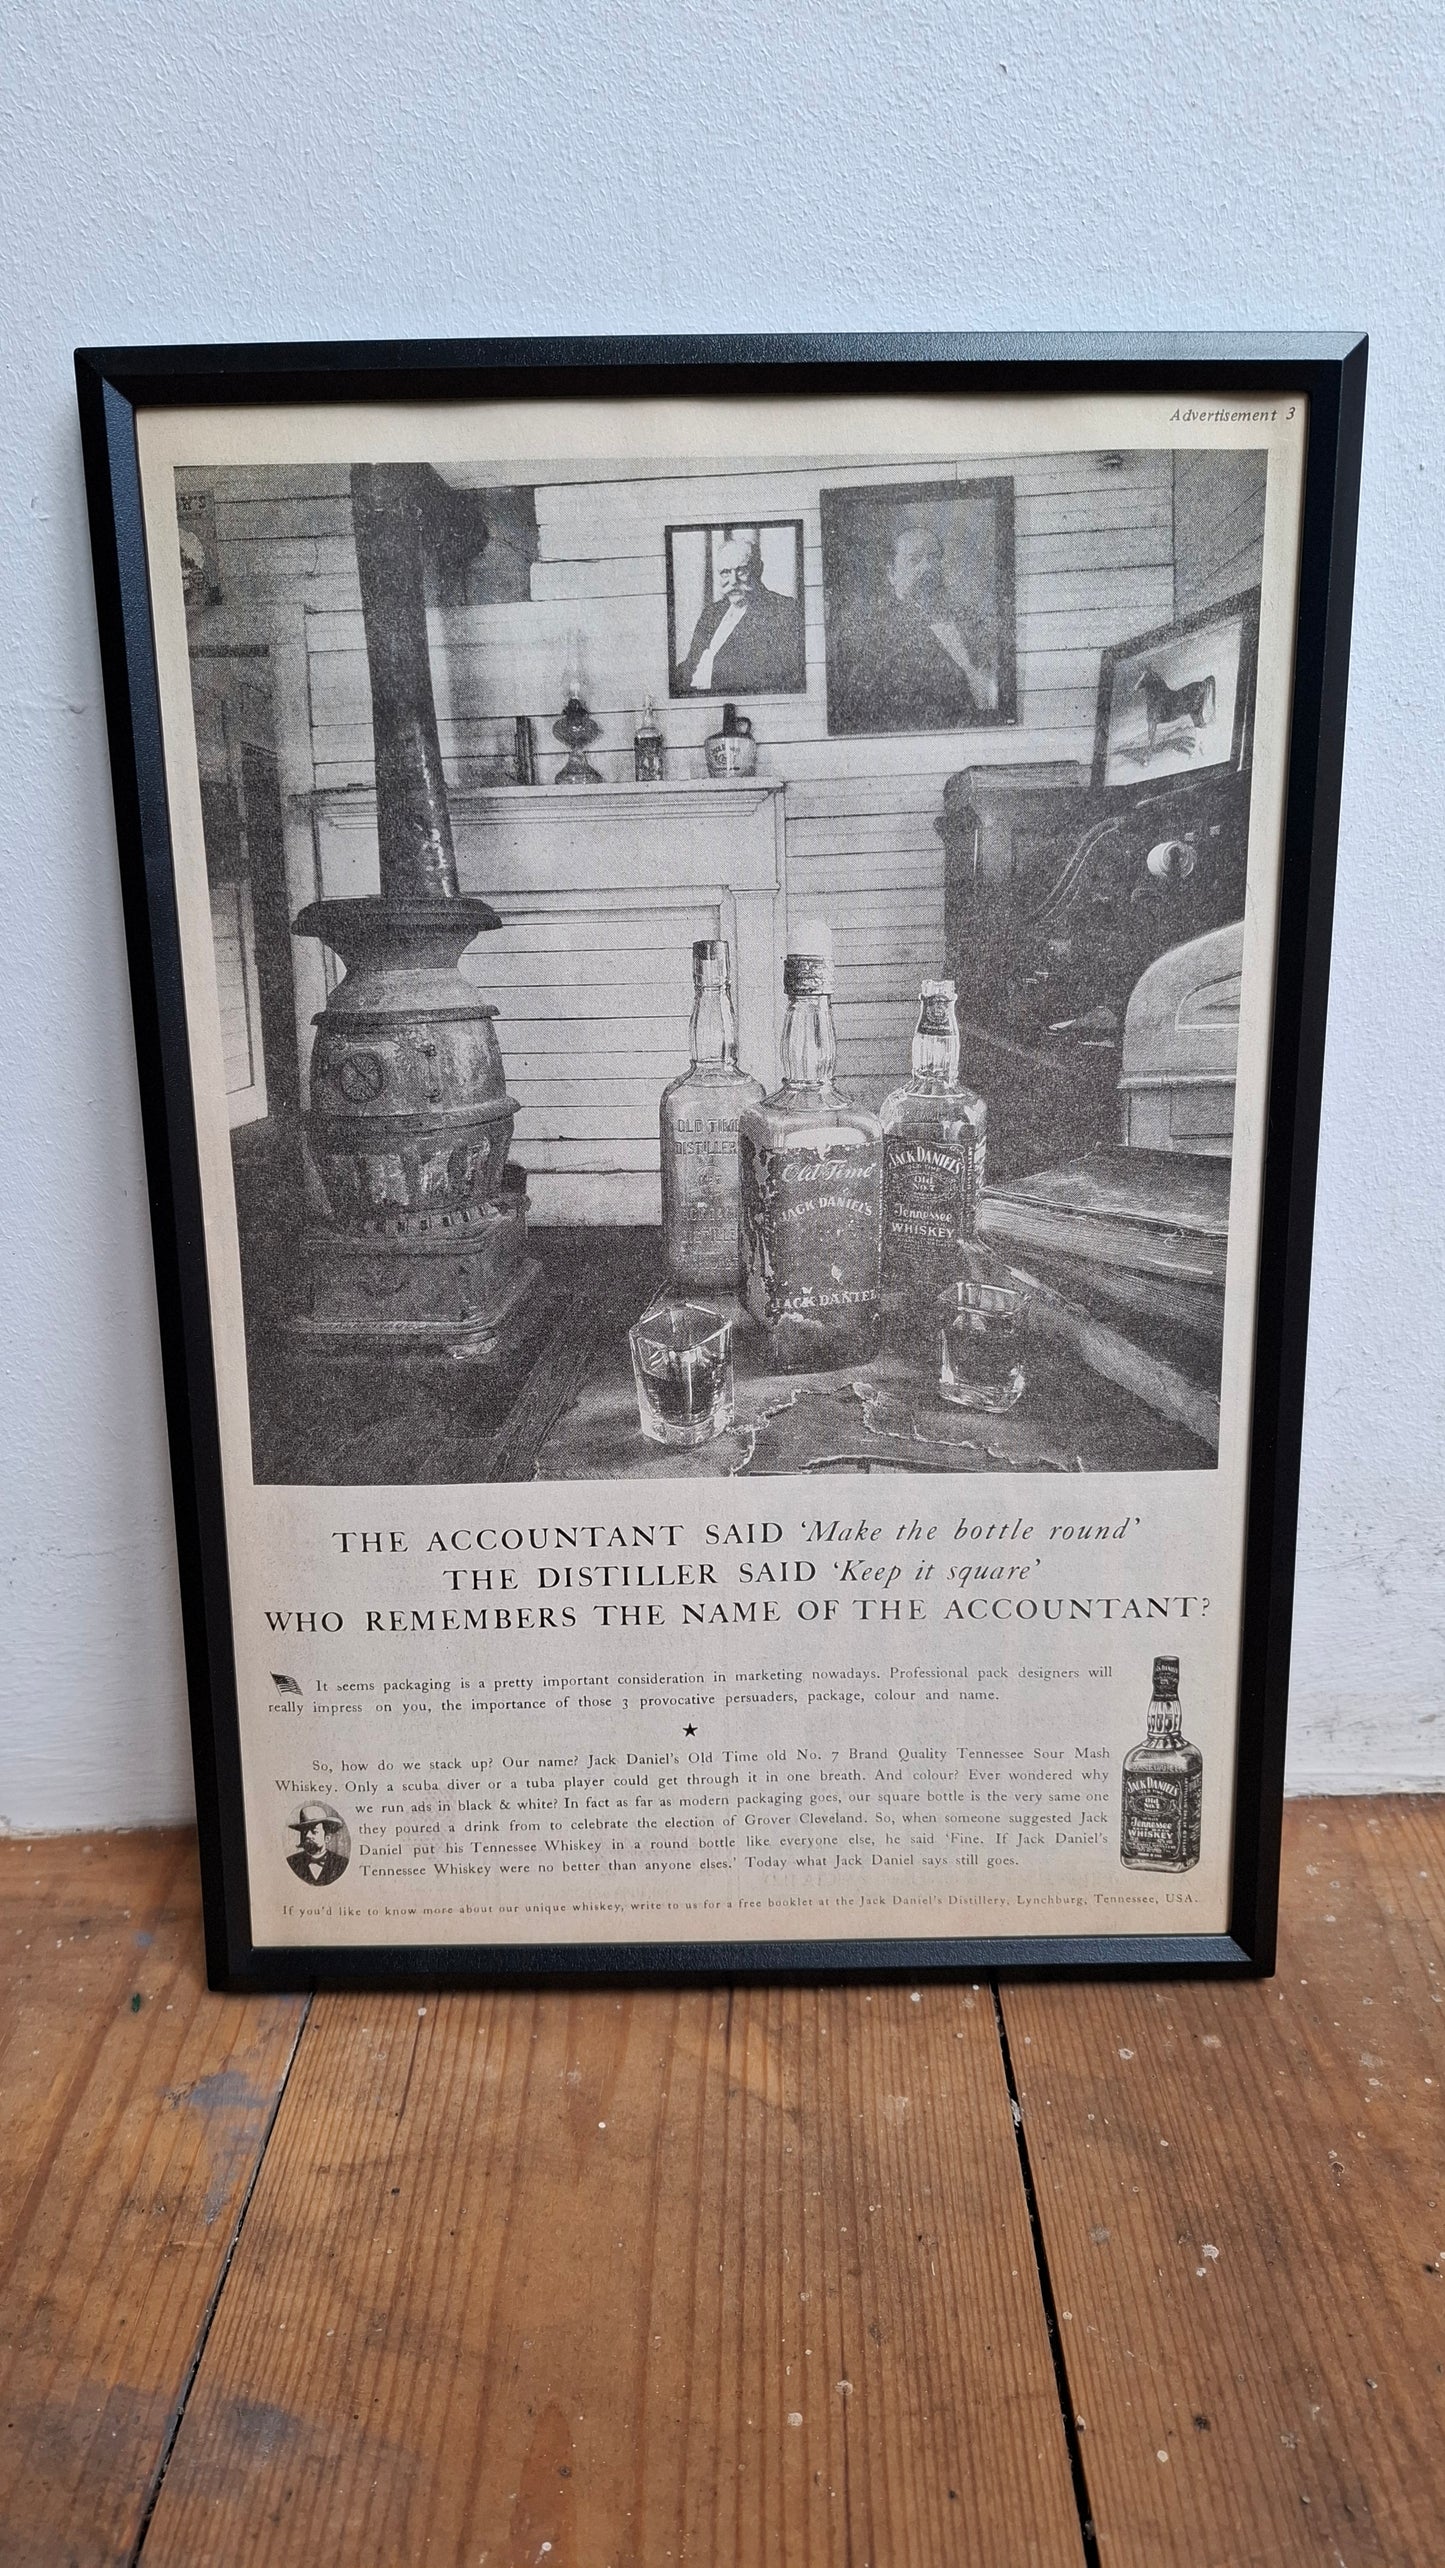 Advertisement 3
OLD TIME
DISTILLERY
Old Time
JACK DANIEL'S
JACK DANIEL
JACK DANIEL'S
Old
No. 7
Tennessee
WHISKEY
THE ACCOUNTANT SAID ‘Make the bottle round’
THE DISTILLER SAID ‘Keep it square’
WHO REMEMBERS THE NAME OF THE ACCOUNTANT?
It seems packaging is a pretty important consideration in marketing nowadays. Professional pack designers will
really impress on you, the importance of those 3 provocative persuaders, package, colour and name.
So, how do we stack up? Our name? Jack Daniel's Old Time old No. 7 Brand Quality Tennessee Sour Mash
Whiskey. Only a scuba diver or a tuba player could get through it in one breath. And colour? Ever wondered why
we run ads in black & white? In fact as far as modern packaging goes, our square bottle is the very same one
they poured a drink from to celebrate the election of Grover Cleveland. So, when someone suggested Jack
Daniel put his Tennessee Whiskey in a round bottle like everyone else, he said ‘Fine. If Jack Daniel's
Tennessee Whiskey were no better than anyone elses.’ Today what Jack Daniel says still goes.
JACK DANIEL'S
Old
No. 7
Tennessee
WHISKEY
If you'd like to know more about our unique whiskey, write to us for a free booklet at the Jack Daniel's Distillery, Lynchburg, Tennessee, USA.